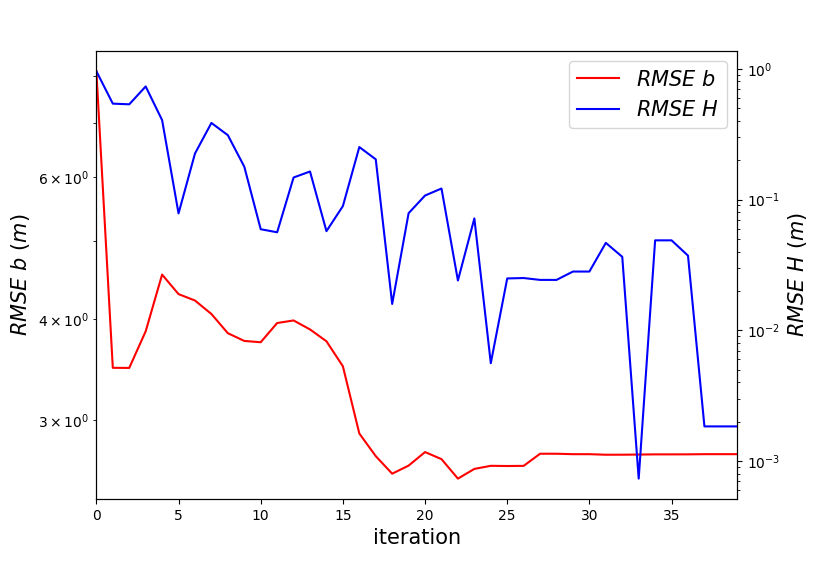 RMSE b
RMSE H
6 × 10⁰
4 × 10⁰
3 × 10⁰
RMSE b (m)
10⁰
10⁻¹
10⁻²
10⁻³
RMSE H (m)
0 5 10 15 20 25 30 35
iteration